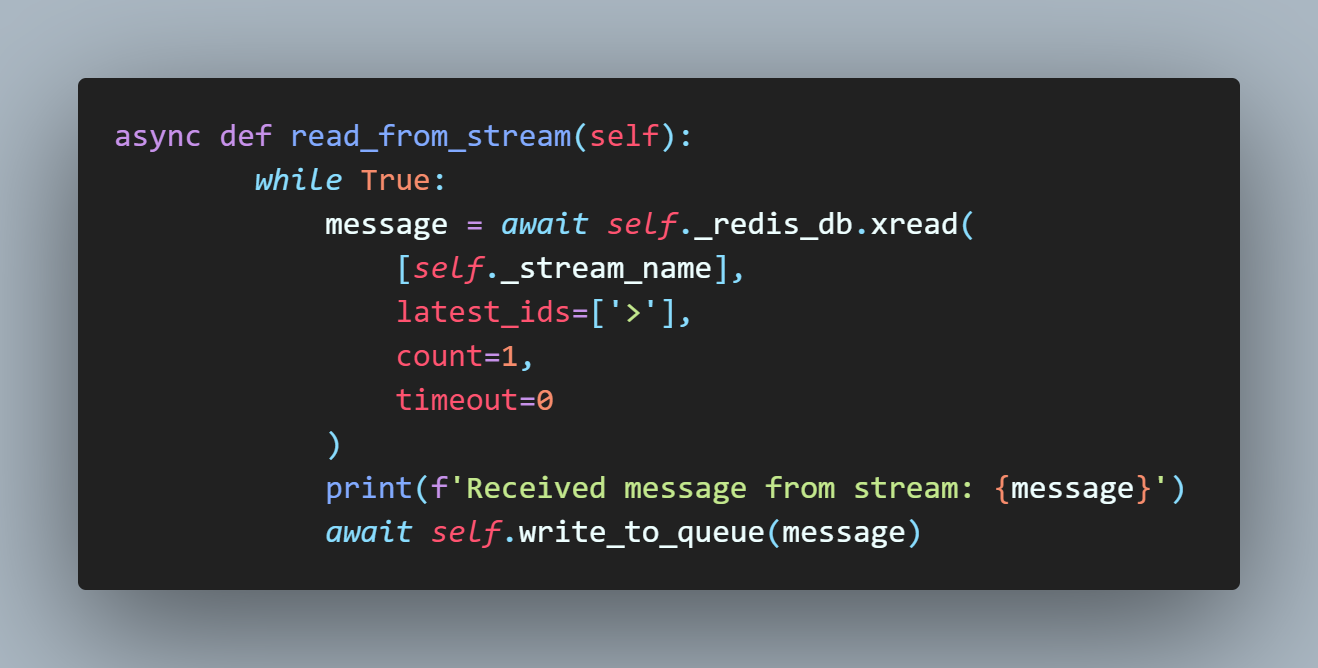 async def read_from_stream(self):
        while True:
            message = await self._redis_db.xread(
                [self._stream_name],
                latest_ids=['>'],
                count=1,
                timeout=0
            )
            print(f'Received message from stream: {message}')
            await self.write_to_queue(message)